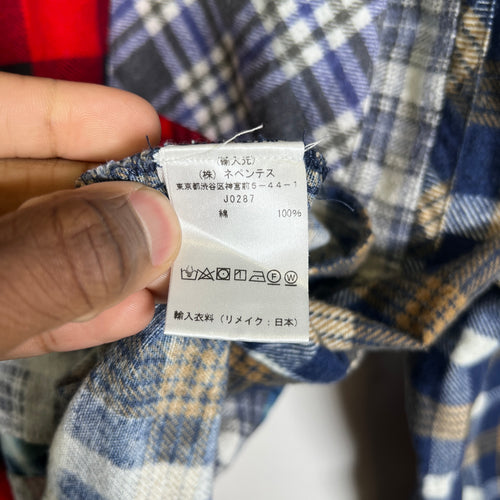 (輸入元)
(株) ネペンテス
東京都渋谷区神宮前5-44-1
J0287
綿 100%
輸入衣料 (リメイク:日本)